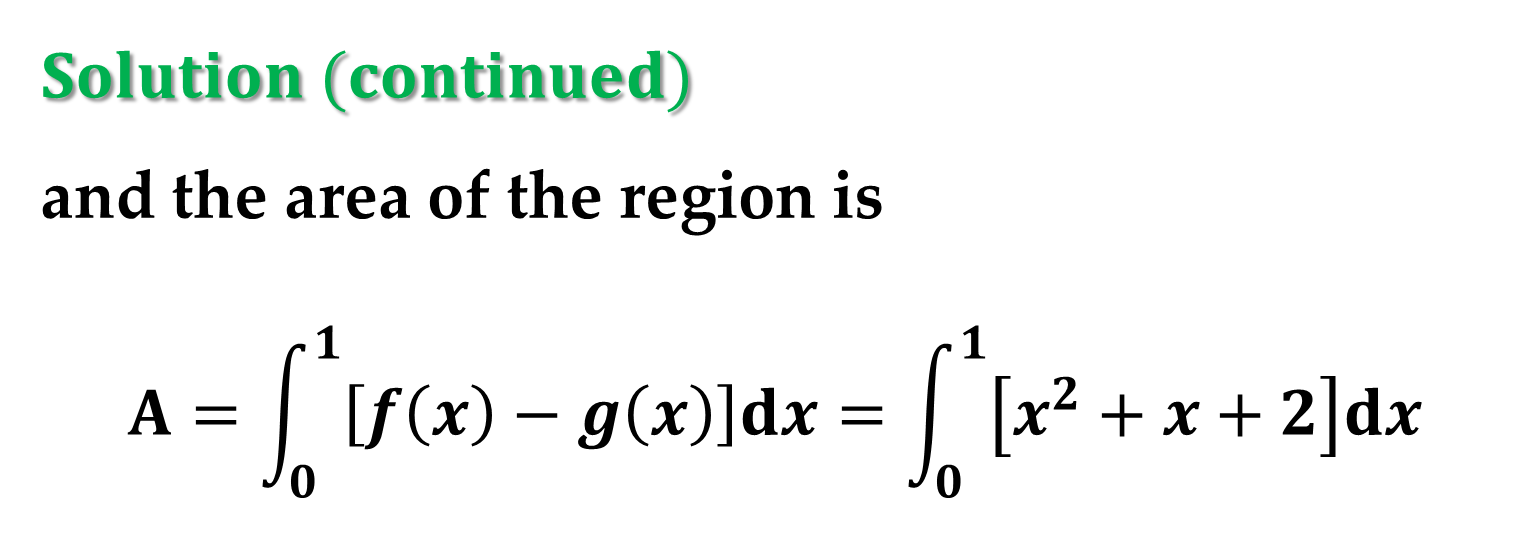 Solution (continued)
and the area of the region is
A = ∫₀¹ [f(x) − g(x)]dx = ∫₀¹ [x² + x + 2]dx